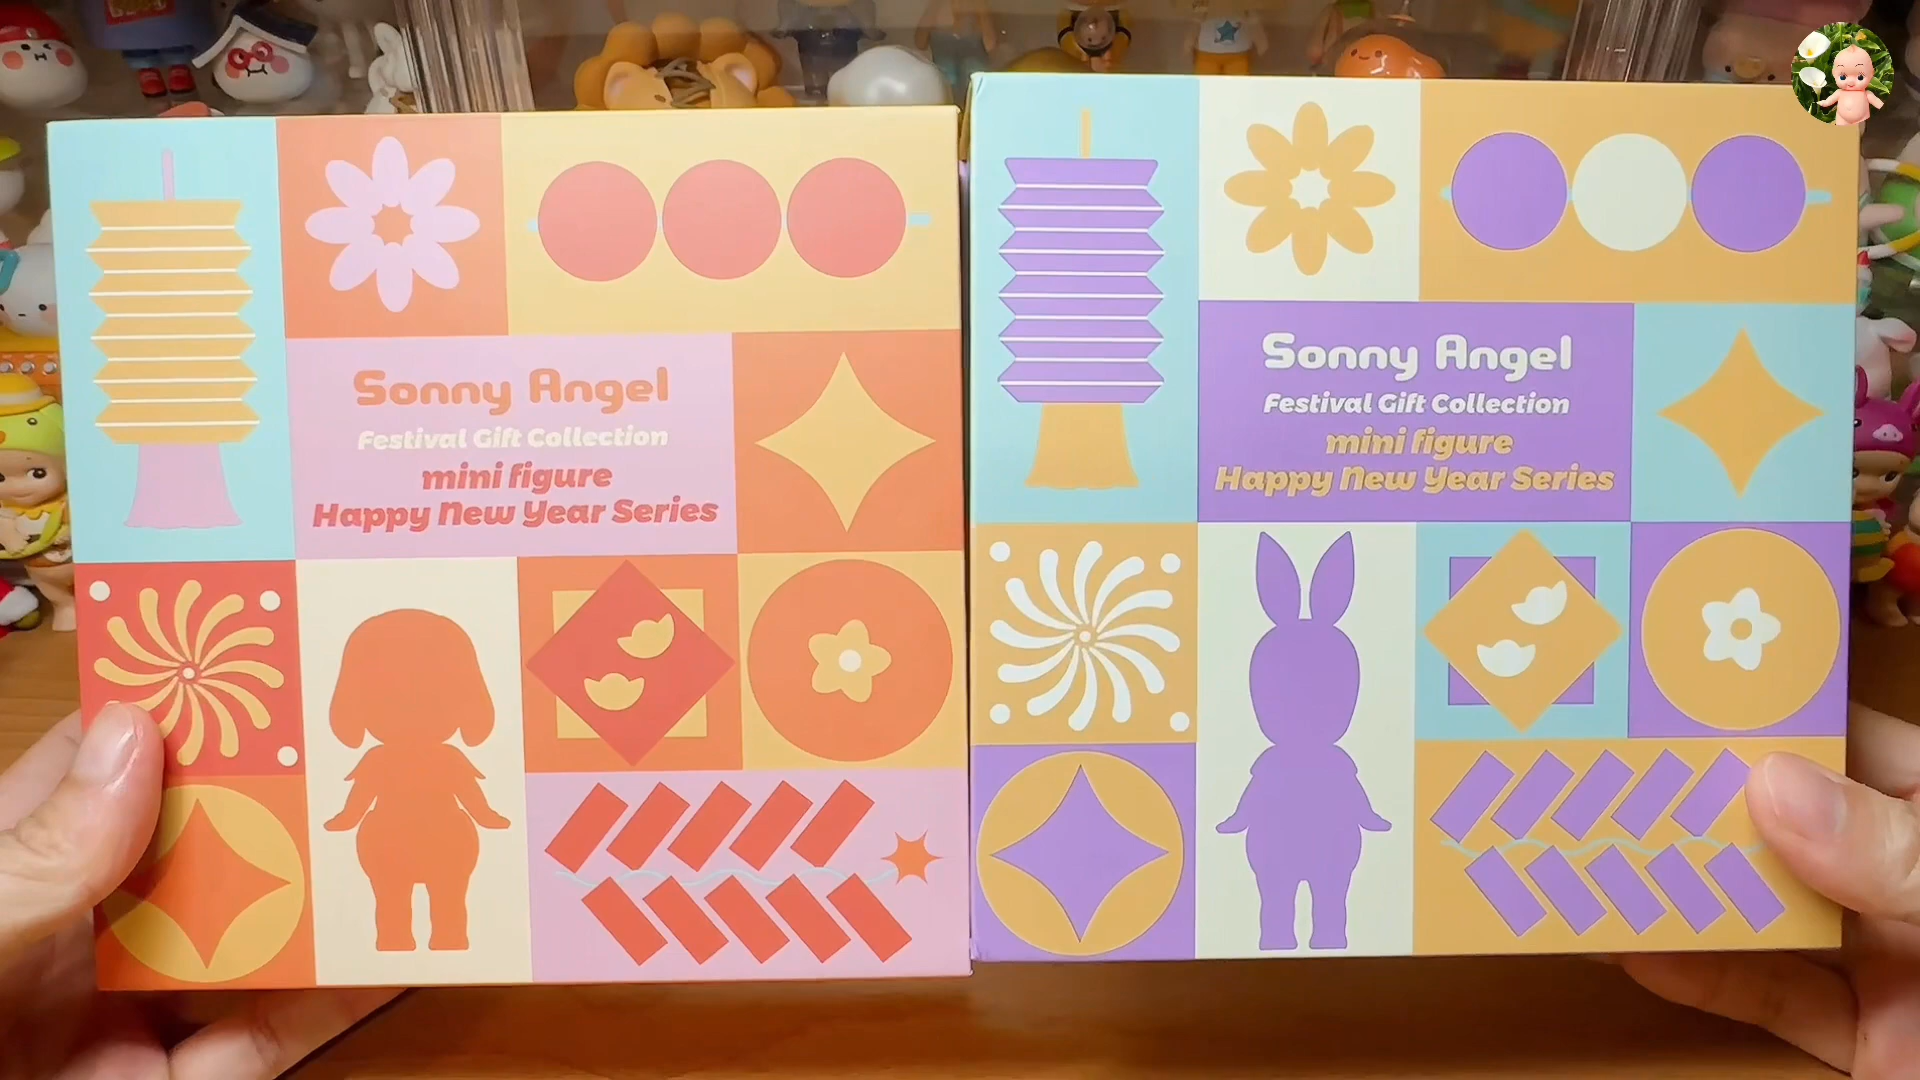 Sonny Angel
Festival Gift Collection
mini figure
Happy New Year Series
Sonny Angel
Festival Gift Collection
mini figure
Happy New Year Series